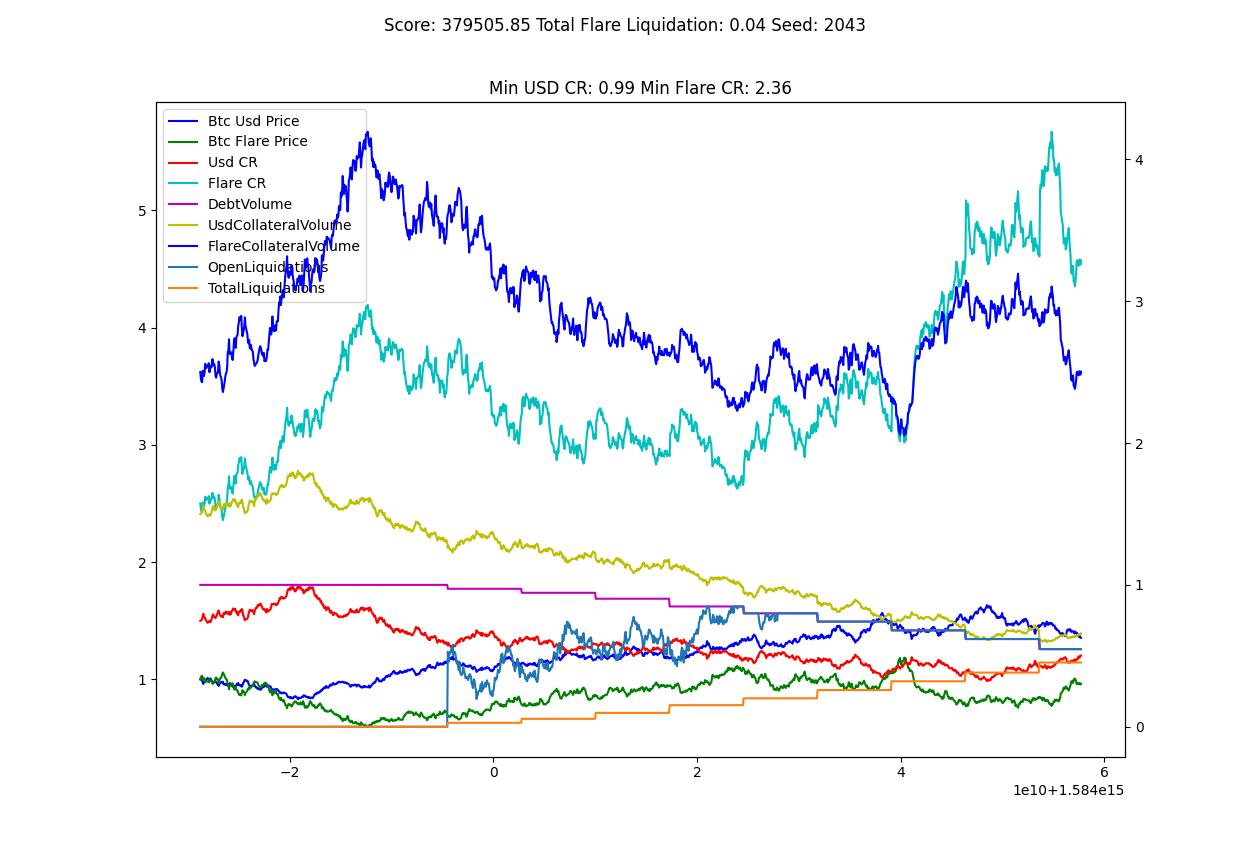 Score: 379505.85 Total Flare Liquidation: 0.04 Seed: 2043
Min USD CR: 0.99 Min Flare CR: 2.36
Btc Usd Price
Btc Flare Price
Usd CR
Flare CR
DebtVolume
UsdCollateralVolume
FlareCollateralVolume
OpenLiquidations
TotalLiquidations
5
4
3
2
1
4
3
2
1
0
−2
0
2
4
6
1e10+1.584e15